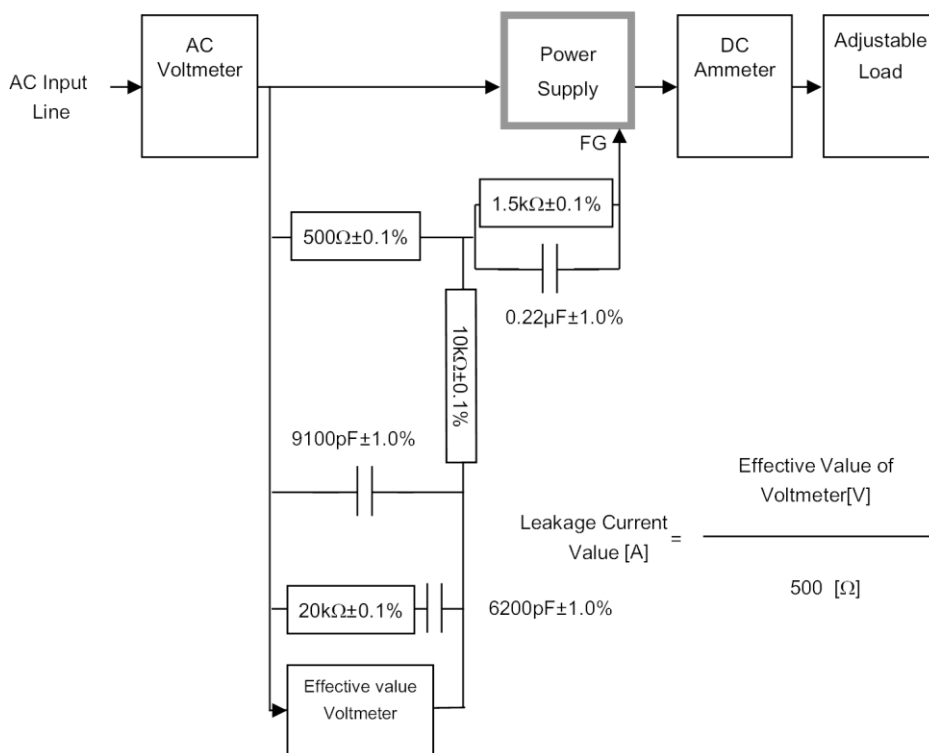 AC
Voltmeter
Power
Supply
DC
Ammeter
Adjustable
Load
AC Input
Line
FG
1.5kΩ±0.1%
500Ω±0.1%
0.22µF±1.0%
10kΩ±0.1%
9100pF±1.0%
Effective Value of
Voltmeter[V]
Leakage Current
Value [A]
=
500 [Ω]
20kΩ±0.1%
6200pF±1.0%
Effective value
Voltmeter